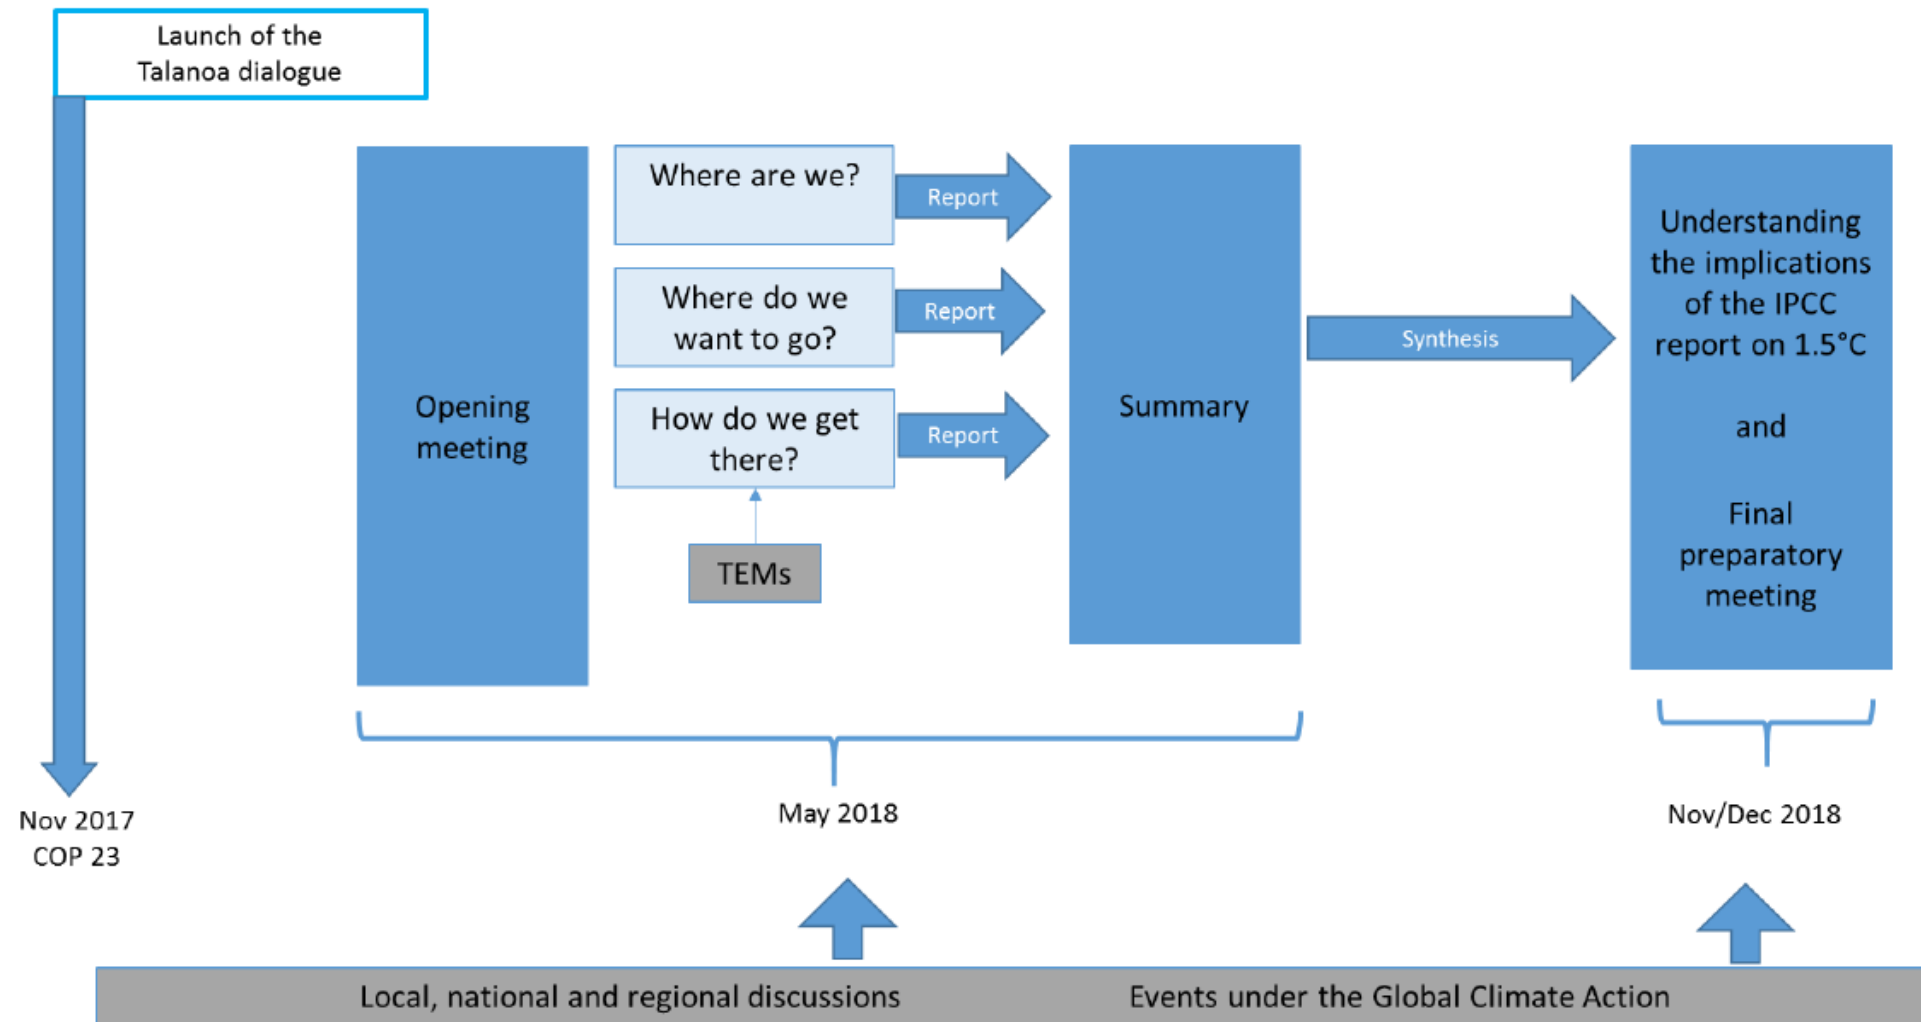 Launch of the
Talanoa dialogue
Opening
meeting
Where are we?
Report
Where do we
want to go?
Report
How do we get
there?
Report
TEMs
Summary
Synthesis
Understanding
the implications
of the IPCC
report on 1.5°C
and
Final
preparatory
meeting
Nov 2017
COP 23
May 2018
Nov/Dec 2018
Local, national and regional discussions
Events under the Global Climate Action